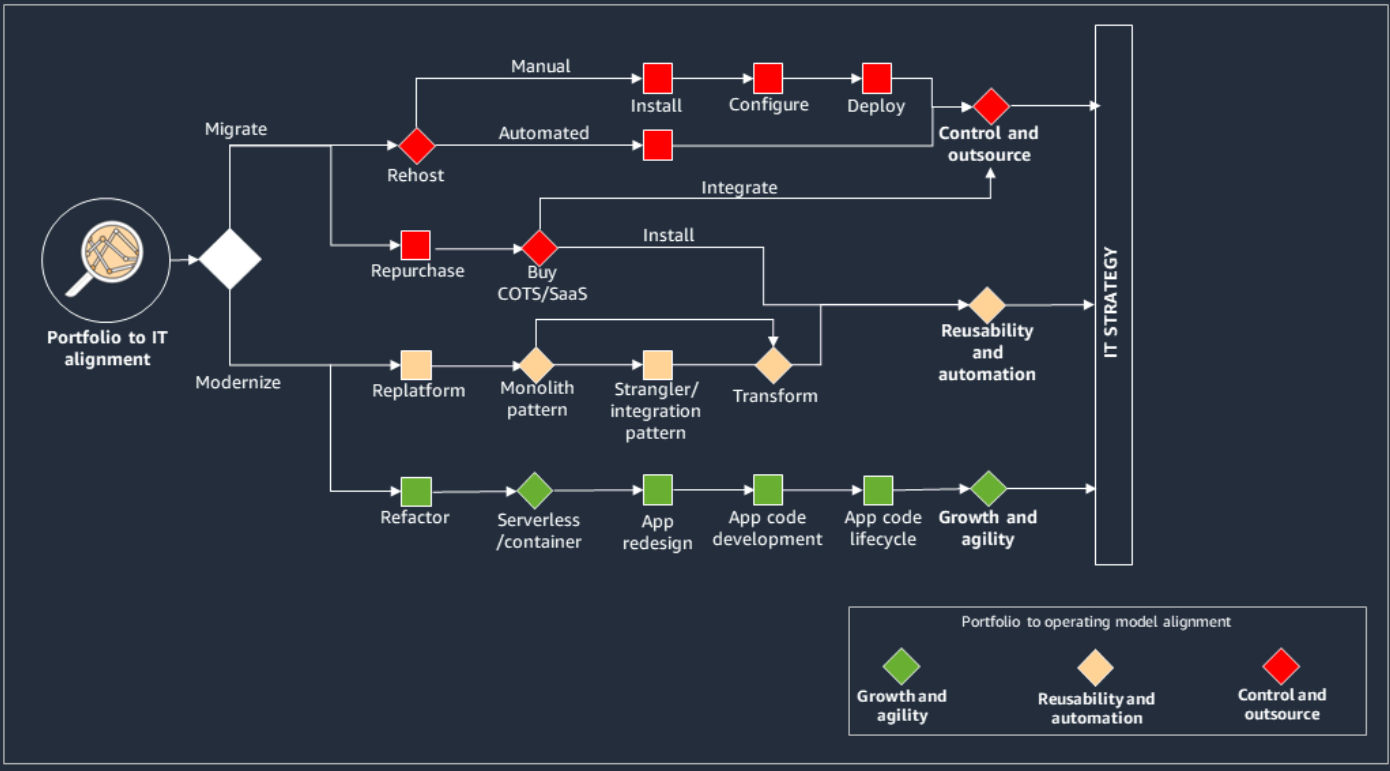 Manual
Install
Configure
Deploy
Migrate
Automated
Control and
outsource
Rehost
Integrate
Install
Repurchase
Buy
COTS/SaaS
Portfolio to IT
alignment
Reusability
and
automation
IT STRATEGY
Modernize
Replatform
Monolith
pattern
Strangler/
integration
pattern
Transform
Refactor
Serverless
/container
App
redesign
App code
development
App code
lifecycle
Growth and
agility
Portfolio to operating model alignment
Growth and
agility
Reusability and
automation
Control and
outsource